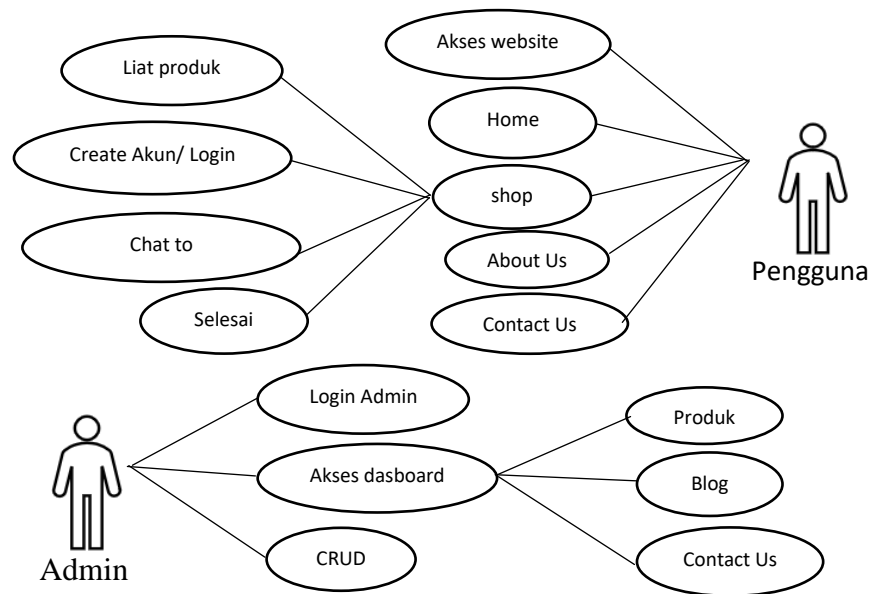 Akses website
Liat produk
Home
Create Akun/ Login
shop
Chat to
About Us
Pengguna
Selesai
Contact Us
Login Admin
Produk
Akses dasboard
Blog
CRUD
Contact Us
Admin